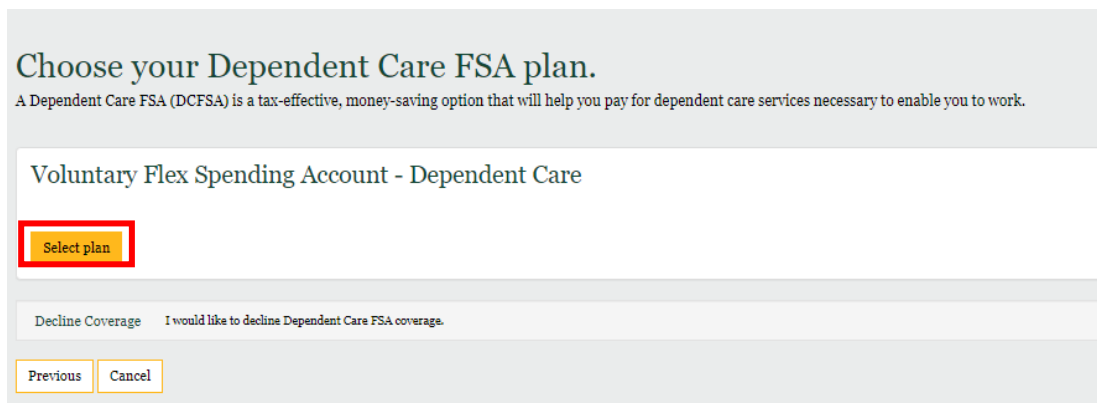 Choose your Dependent Care FSA plan.
A Dependent Care FSA (DCFSA) is a tax-effective, money-saving option that will help you pay for dependent care services necessary to enable you to work.
Voluntary Flex Spending Account - Dependent Care
Select plan
Decline Coverage I would like to decline Dependent Care FSA coverage.
Previous Cancel